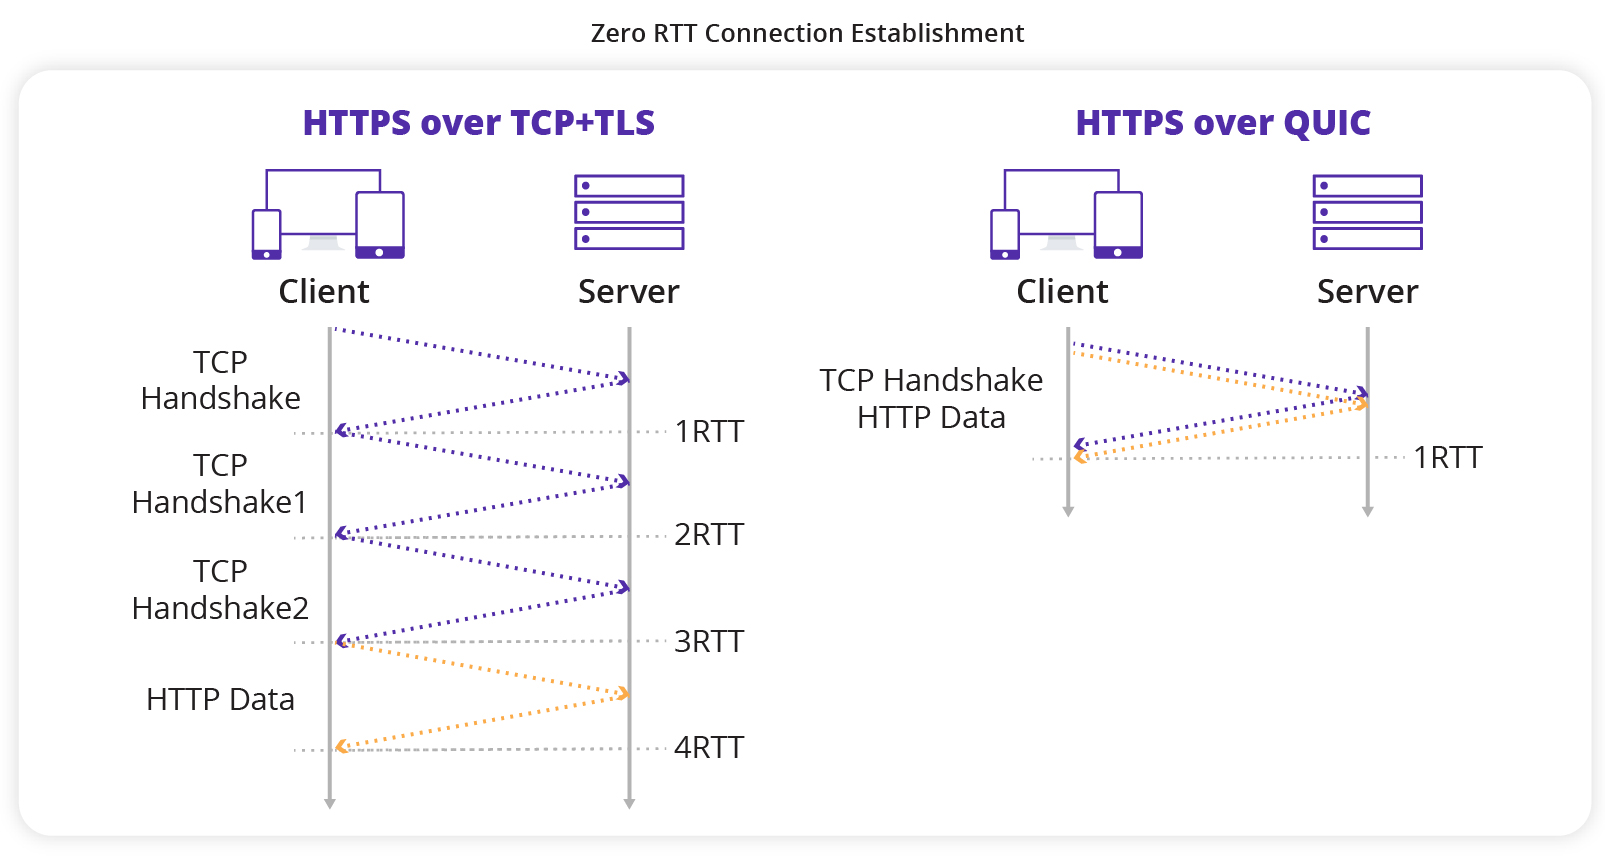 Zero RTT Connection Establishment
HTTPS over TCP+TLS
Client
Server
TCP
Handshake
1RTT
TCP
Handshake1
2RTT
TCP
Handshake2
3RTT
HTTP Data
4RTT
HTTPS over QUIC
Client
Server
TCP Handshake
HTTP Data
1RTT